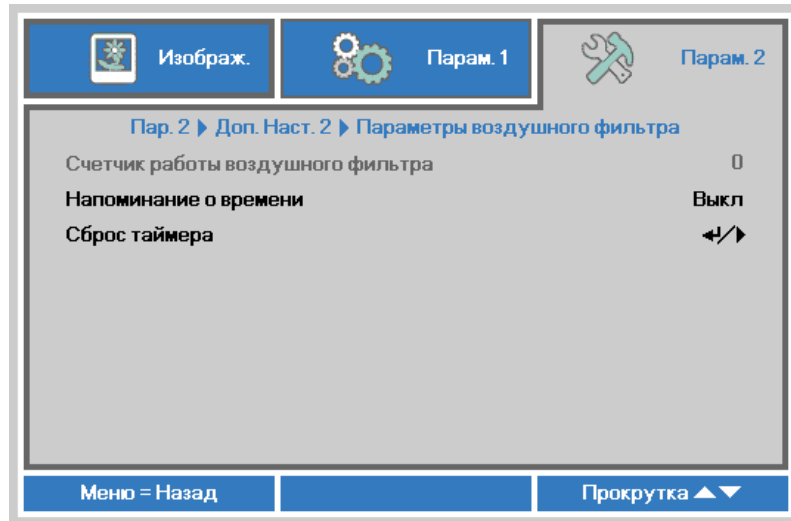 Изображ. Парам. 1 Парам. 2
Пар. 2 ▶ Доп. Наст. 2 ▶ Параметры воздушного фильтра
Счетчик работы воздушного фильтра 0
Напоминание о времени Выкл
Сброс таймера ↵/▶
Меню = Назад Прокрутка ▲▼